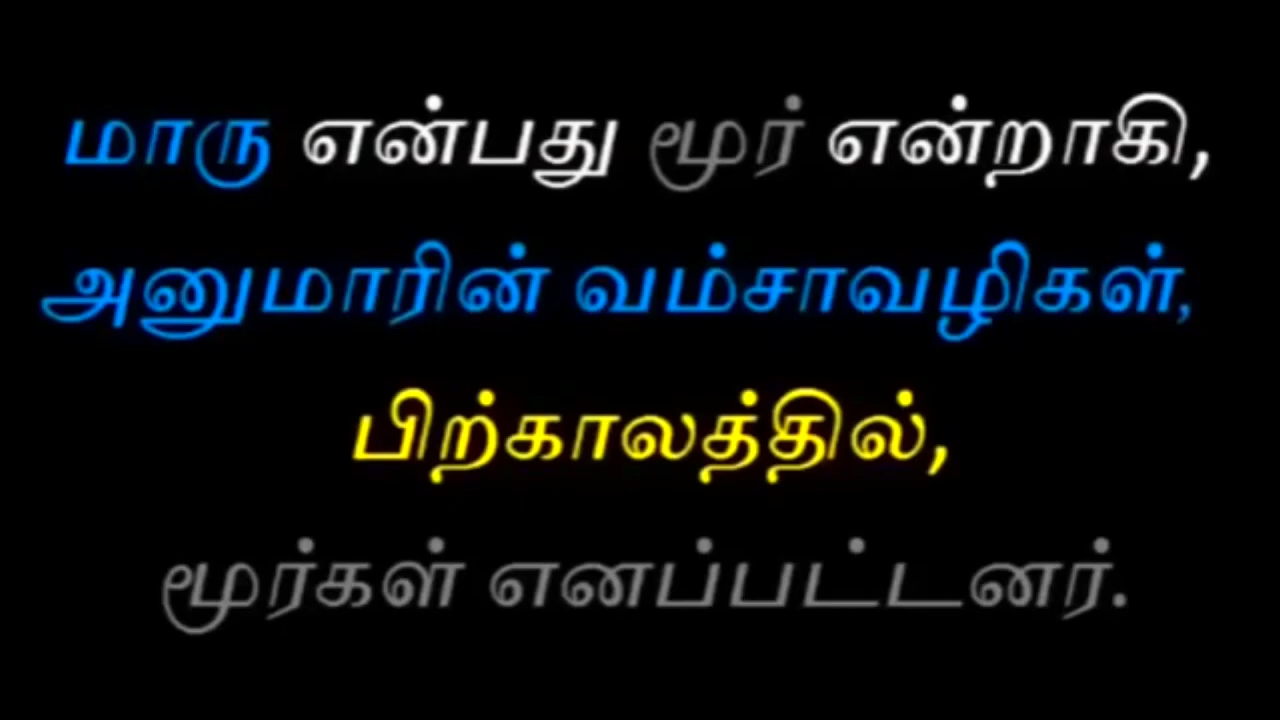 மாரு என்பது மூர் என்றாகி,
அனுமாரின் வம்சாவழிகள்,
பிற்காலத்தில்,
மூர்கள் எனப்பட்டனர்.